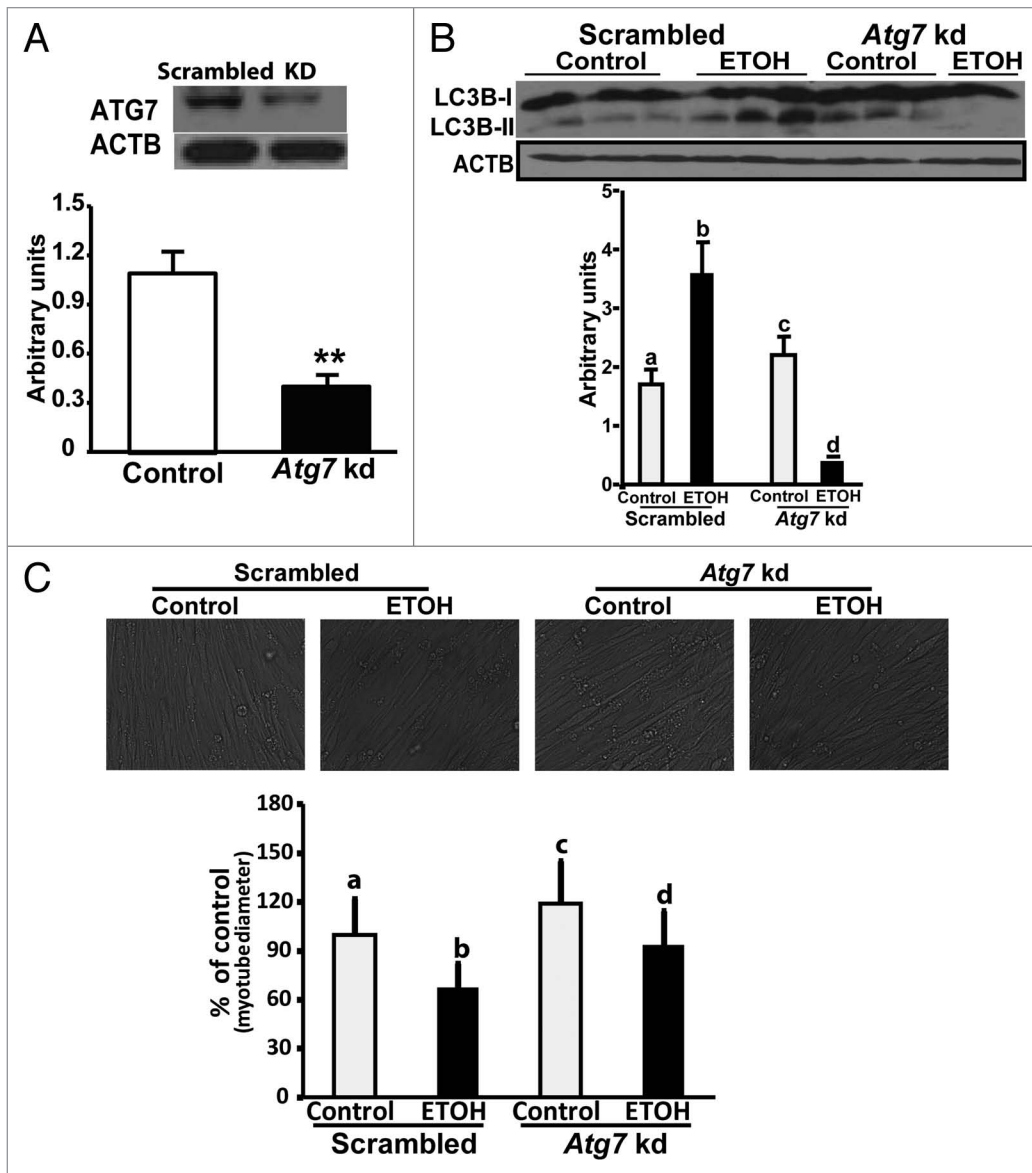 A
Scrambled KD
ATG7
ACTB
1.5
1.2
0.9
0.6
0.3
0
Arbitrary units
**
Control
Atg7 kd
B
Scrambled
Atg7 kd
Control
ETOH
Control
ETOH
LC3B-I
LC3B-II
ACTB
5
4
3
2
1
0
Arbitrary units
a
b
c
d
Control ETOH
Control ETOH
Scrambled
Atg7 kd
C
Scrambled
Atg7 kd
Control
ETOH
Control
ETOH
180
150
120
90
60
30
0
% of control
(myotubediameter)
a
b
c
d
Control ETOH
Control ETOH
Scrambled
Atg7 kd